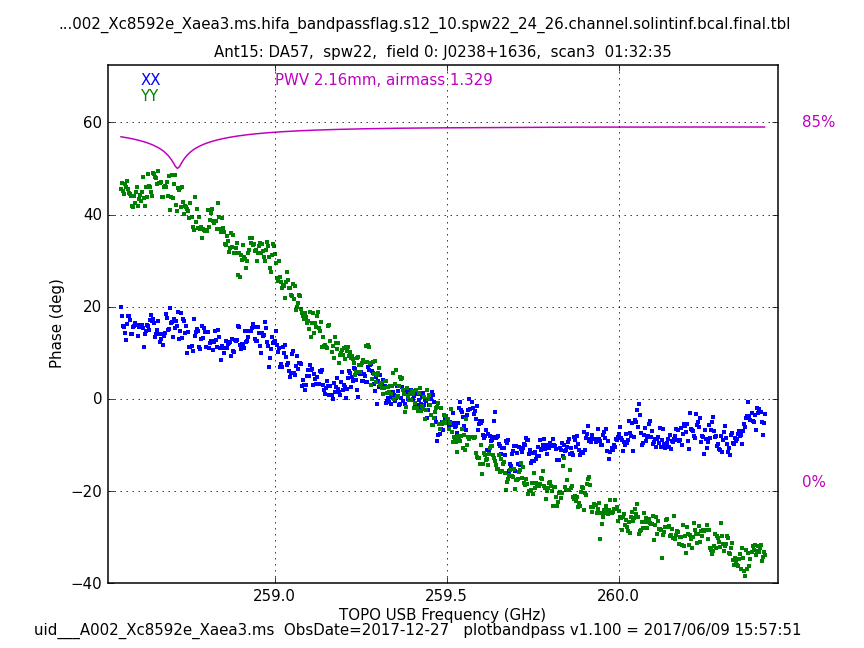 ...002_Xc8592e_Xaea3.ms.hifa_bandpassflag.s12_10.spw22_24_26.channel.solintinf.bcal.final.tbl
Ant15: DA57,  spw22,  field 0: J0238+1636,  scan3  01:32:35
XX
PWV 2.16mm, airmass 1.329
YY
60
85%
40
20
0
−20
0%
−40
Phase (deg)
259.0
259.5
260.0
TOPO USB Frequency (GHz)
uid___A002_Xc8592e_Xaea3.ms  ObsDate=2017-12-27   plotbandpass v1.100 = 2017/06/09 15:57:51